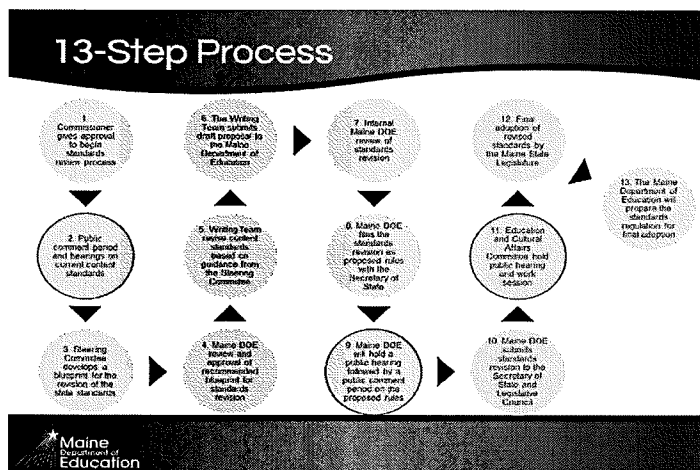 13-Step Process
1.
Commissioner
gives approval
to begin
standards
review process
2. Public
comment period
and hearings on
current content
standards
3. Steering
Committee
develops a
blueprint for the
revision of the
state standards
4. Maine DOE
review and
approval of
recommended
blueprint for
standards
revision
5. Writing Team
revise content
standards
based on
guidance from
the Steering
Committee
6. The Writing
Team submits
draft proposal to
the Maine
Department of
Education
7. Internal
Maine DOE
review of
standards
revision
8. Maine DOE
files the
standards
revision as
proposed rules
with the
Secretary of
State
9. Maine DOE
will hold a
public hearing
followed by a
public comment
period on the
proposed rules
10. Maine DOE
submits
standards
revision to the
Secretary of
State and
Legislative
Council
11. Education
and Cultural
Affairs
Committee hold
public hearing
and work
session
12. Final
adoption of
revised
standards by
the Maine State
Legislature
13. The Maine
Department of
Education will
prepare the
standards
regulation for
final adoption
Maine
Department of
Education